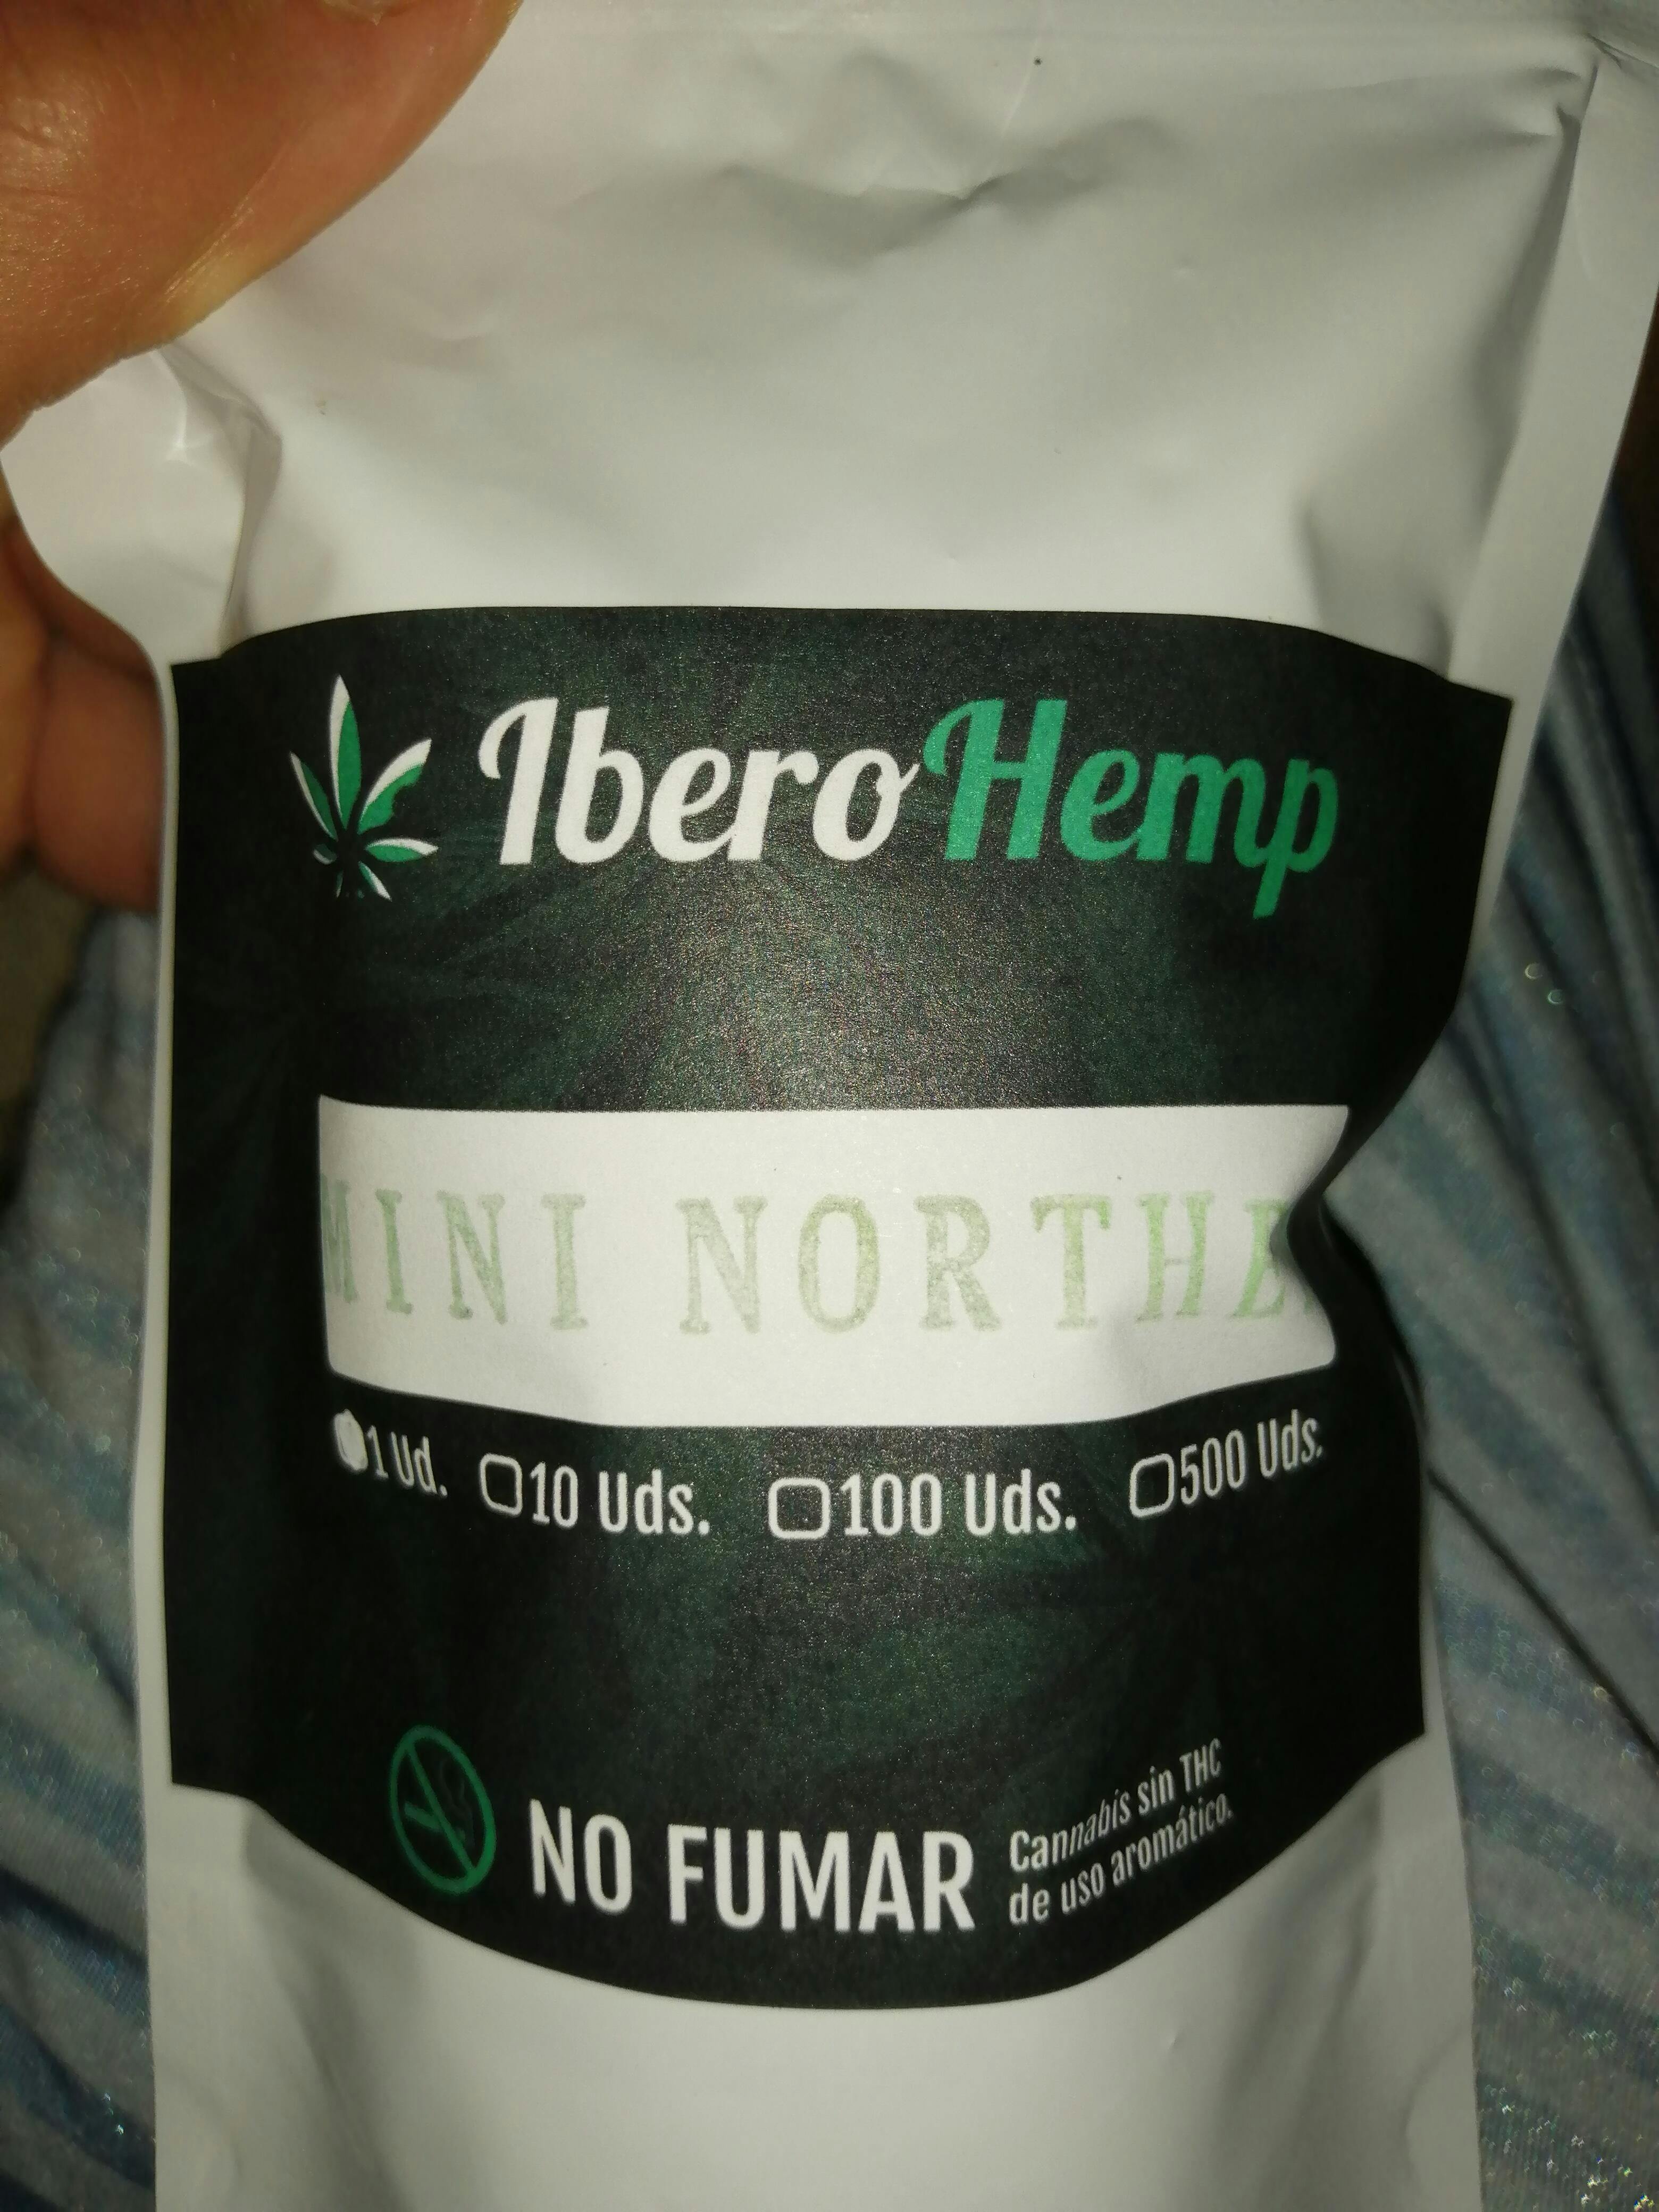 IberoHemp
MINI NORTHE
1 Ud. 10 Uds. 100 Uds. 500 Uds.
NO FUMAR
Cannabis sin THC
de uso aromático.